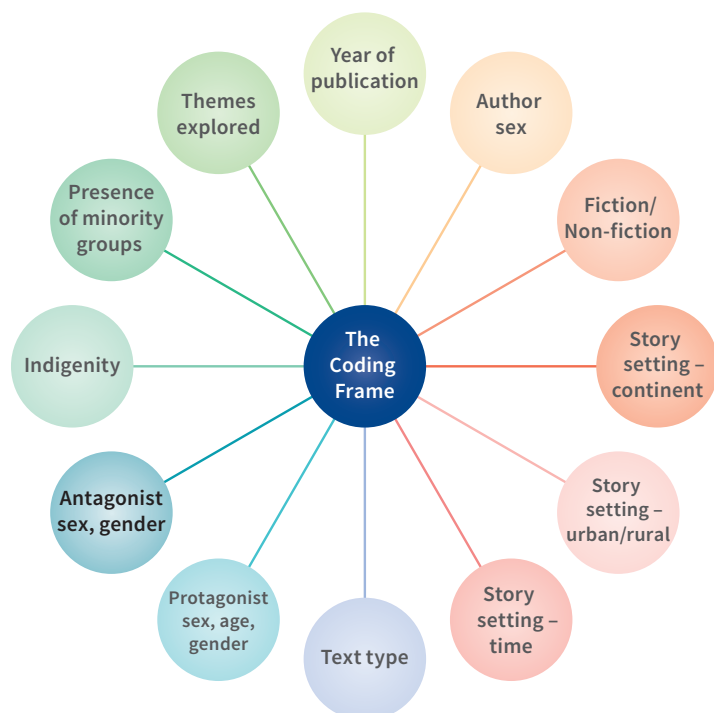 Year of
publication
Author
sex
Fiction/
Non-fiction
Story
setting –
continent
Story
setting –
urban/rural
Story
setting –
time
Text type
Protagonist
sex, age,
gender
Antagonist
sex, gender
Indigenity
Presence
of minority
groups
Themes
explored
The
Coding
Frame